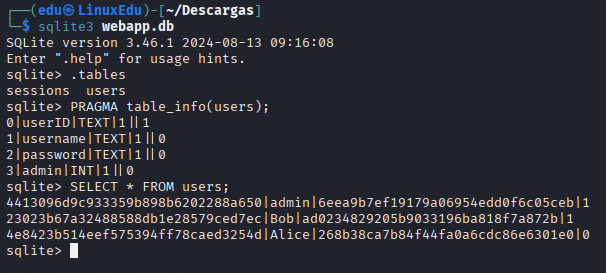 ┌──(edu㉿LinuxEdu)-[~/Descargas]
└─$ sqlite3 webapp.db
SQLite version 3.46.1 2024-08-13 09:16:08
Enter ".help" for usage hints.
sqlite> .tables
sessions  users
sqlite> PRAGMA table_info(users);
0|userID|TEXT|1||1
1|username|TEXT|1||0
2|password|TEXT|1||0
3|admin|INT|1||0
sqlite> SELECT * FROM users;
4413096d9c933359b898b6202288a650|admin|6eea9b7ef19179a06954edd0f6c05ceb|1
23023b67a32488588db1e28579ced7ec|Bob|ad0234829205b9033196ba818f7a872b|1
4e8423b514eef575394ff78caed3254d|Alice|268b38ca7b84f44fa0a6cdc86e6301e0|0
sqlite>